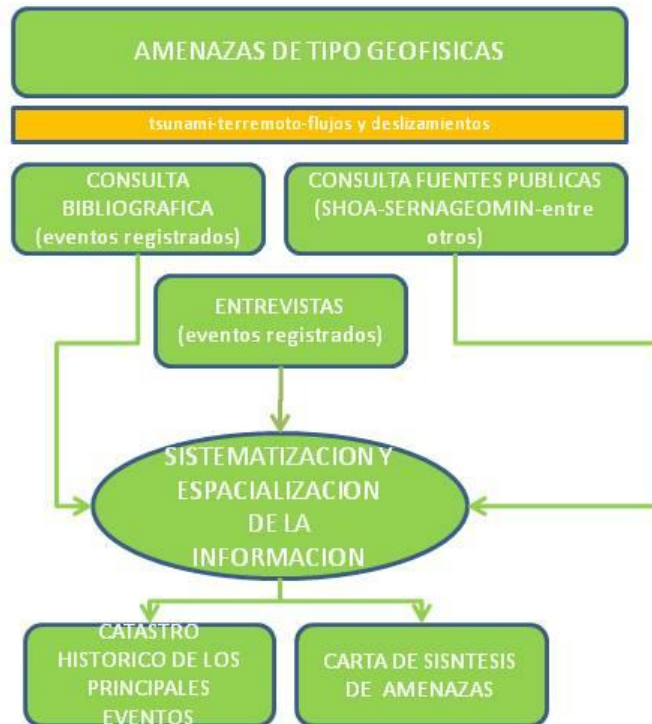 AMENAZAS DE TIPO GEOFISICAS
tsunami-terremoto-flujos y deslizamientos
CONSULTA
BIBLIOGRAFICA
(eventos registrados)
CONSULTA FUENTES PUBLICAS
(SHOA-SERNAGEOMIN-entre
otros)
ENTREVISTAS
(eventos registrados)
SISTEMATIZACION Y
ESPACIALIZACION
DE LA
INFORMACION
CATASTRO
HISTORICO DE LOS
PRINCIPALES
EVENTOS
CARTA DE SISNTESIS
DE AMENAZAS